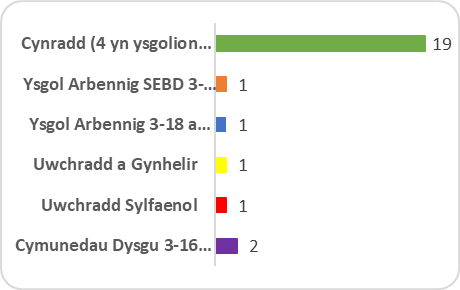 Cynradd (4 yn ysgolion... 19
Ysgol Arbennig SEBD 3-... 1
Ysgol Arbennig 3-18 a... 1
Uwchradd a Gynhelir 1
Uwchradd Sylfaenol 1
Cymunedau Dysgu 3-16... 2